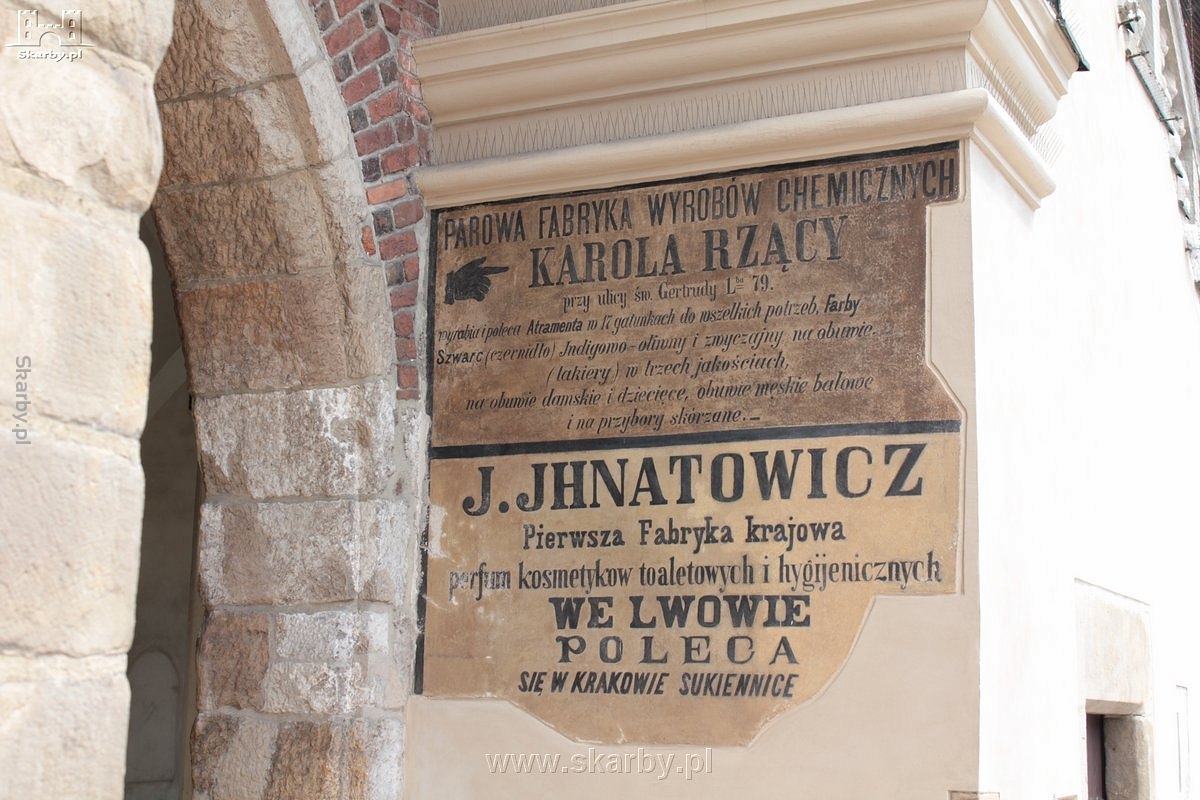 Skarby.pl
PAROWA FABRYKA WYROBÓW CHEMICZNYCH
KAROLA RZĄCY
przy ulicy św. Gertrudy Lba 79.
wyrabia i poleca Atramenta w 17 gatunkach do wszelkich potrzeb, Farby
Szwarc (czernidło) Indigowo-oliwny i zwyczajny na obuwie.
(lakiery) w trzech jakościach,
na obuwie damskie i dziecięce, obuwie męskie balowe
i na przybory skórzane.
J. JHNATOWICZ
Pierwsza Fabryka krajowa
perfum kosmetykow toaletowych i hygijenicznych
WE LWOWIE
POLECA
SIĘ W KRAKOWIE SUKIENNICE
Skarby.pl
www.skarby.pl